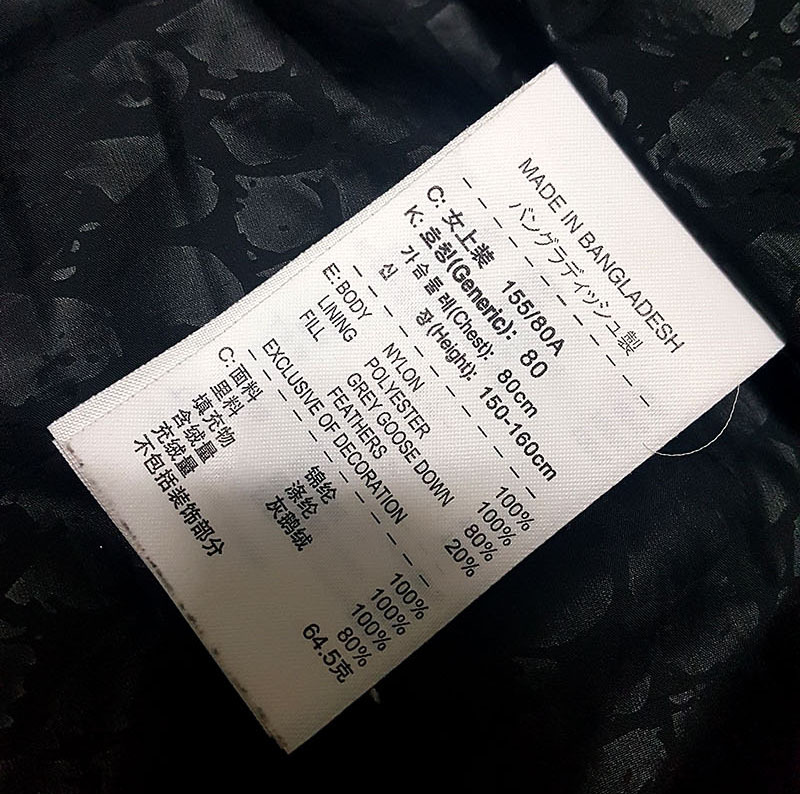 MADE IN BANGLADESH
バングラディッシュ製
C: 女上装 155/80A
K: 호칭(Generic): 80
가슴둘레(Chest): 80cm
신 장(Height): 150-160cm
E: BODY NYLON 100%
LINING POLYESTER 100%
FILL GREY GOOSE DOWN 80%
FEATHERS 20%
EXCLUSIVE OF DECORATION
C: 面料 锦纶 100%
里料 涤纶 100%
填充物 灰鹅绒 100%
含绒量 80%
充绒量 64.5克
不包括装饰部分